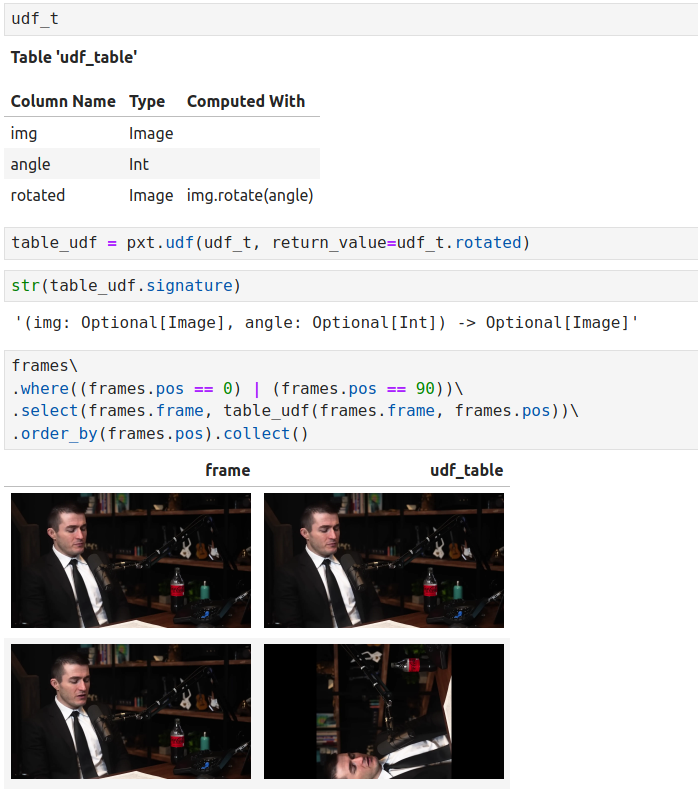 udf_t
Table 'udf_table'
Column Name Type Computed With
img Image
angle Int
rotated Image img.rotate(angle)
table_udf = pxt.udf(udf_t, return_value=udf_t.rotated)
str(table_udf.signature)
'(img: Optional[Image], angle: Optional[Int]) -> Optional[Image]'
frames\
.where((frames.pos == 0) | (frames.pos == 90))\
.select(frames.frame, table_udf(frames.frame, frames.pos))\
.order_by(frames.pos).collect()
frame udf_table